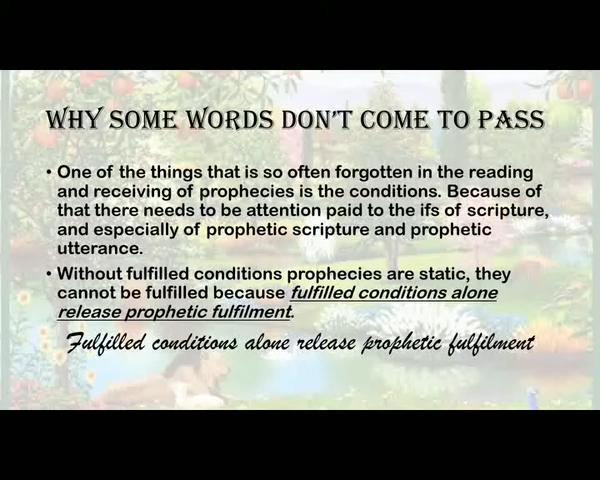 WHY SOME WORDS DON'T COME TO PASS
• One of the things that is so often forgotten in the reading
and receiving of prophecies is the conditions. Because of
that there needs to be attention paid to the ifs of scripture,
and especially of prophetic scripture and prophetic
utterance.
• Without fulfilled conditions prophecies are static, they
cannot be fulfilled because fulfilled conditions alone
release prophetic fulfilment.
Fulfilled conditions alone release prophetic fulfilment